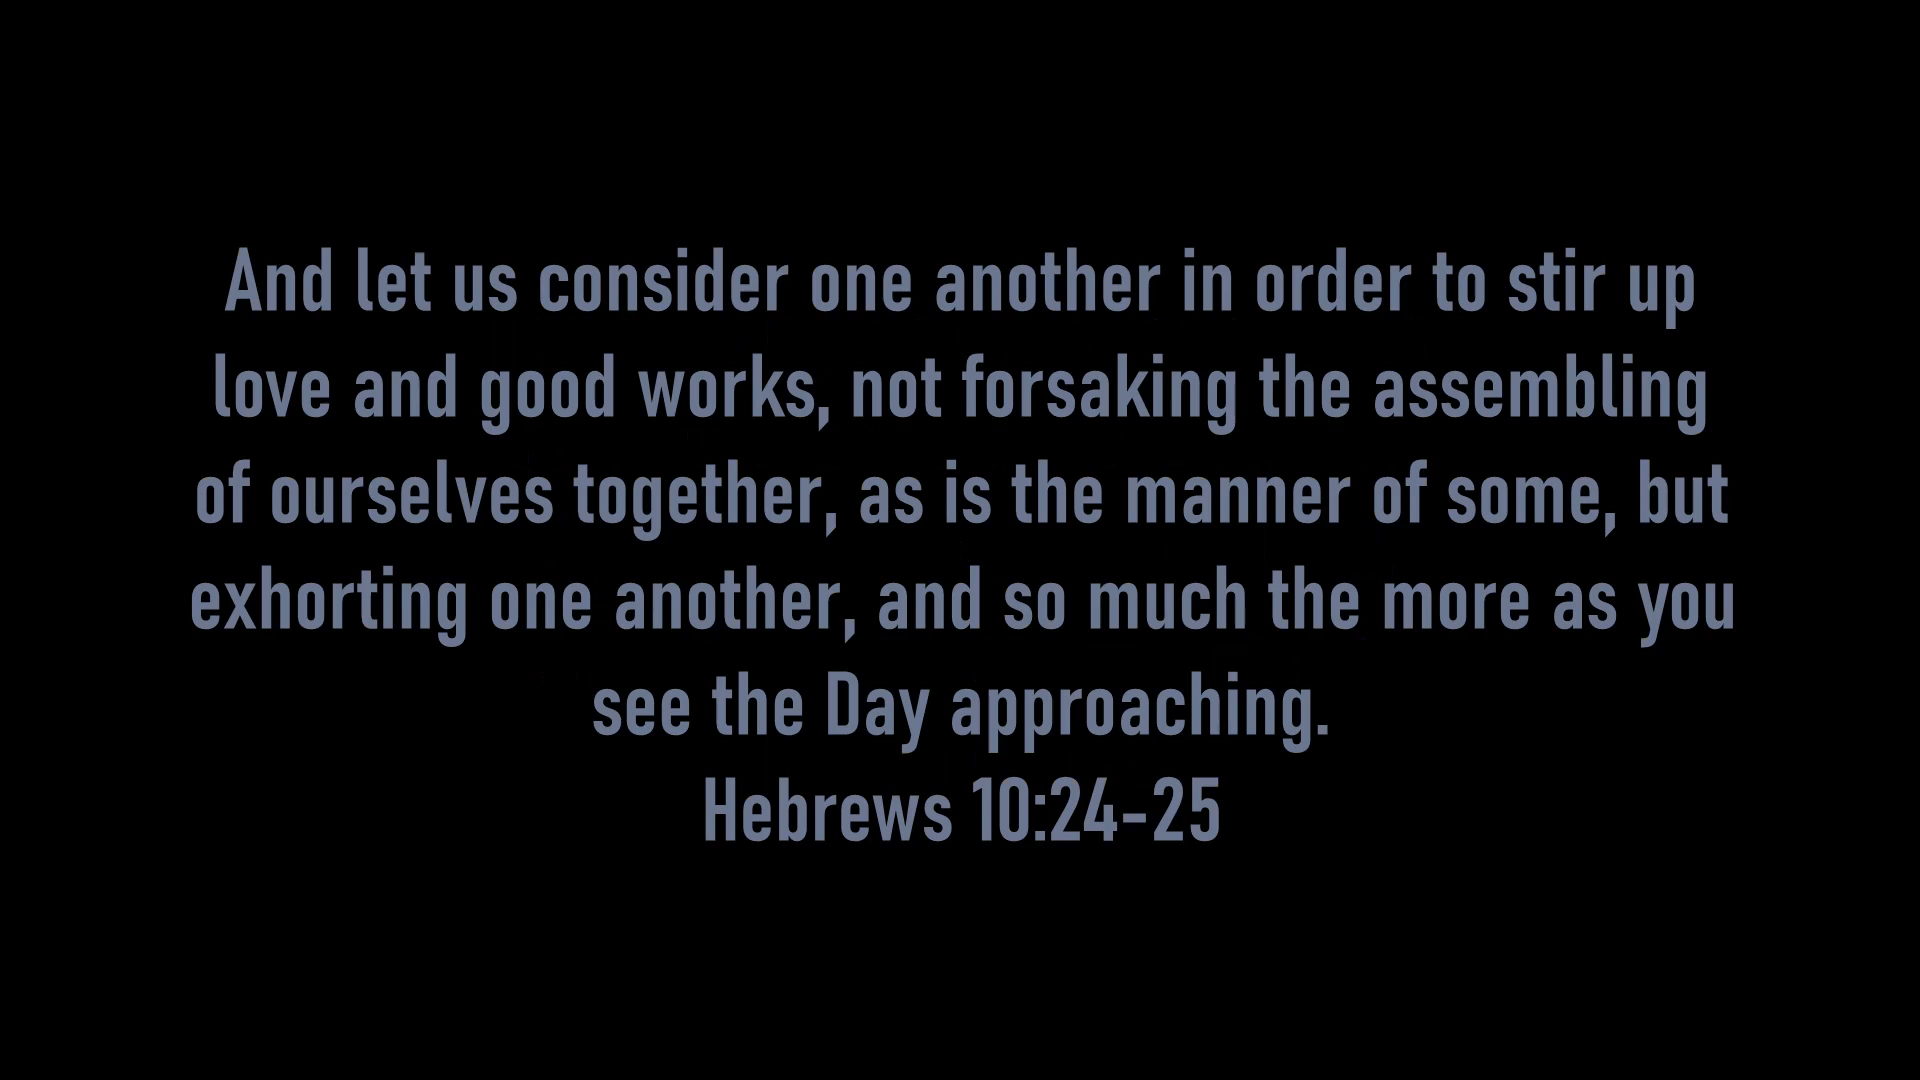 And let us consider one another in order to stir up
love and good works, not forsaking the assembling
of ourselves together, as is the manner of some, but
exhorting one another, and so much the more as you
see the Day approaching.
Hebrews 10:24-25